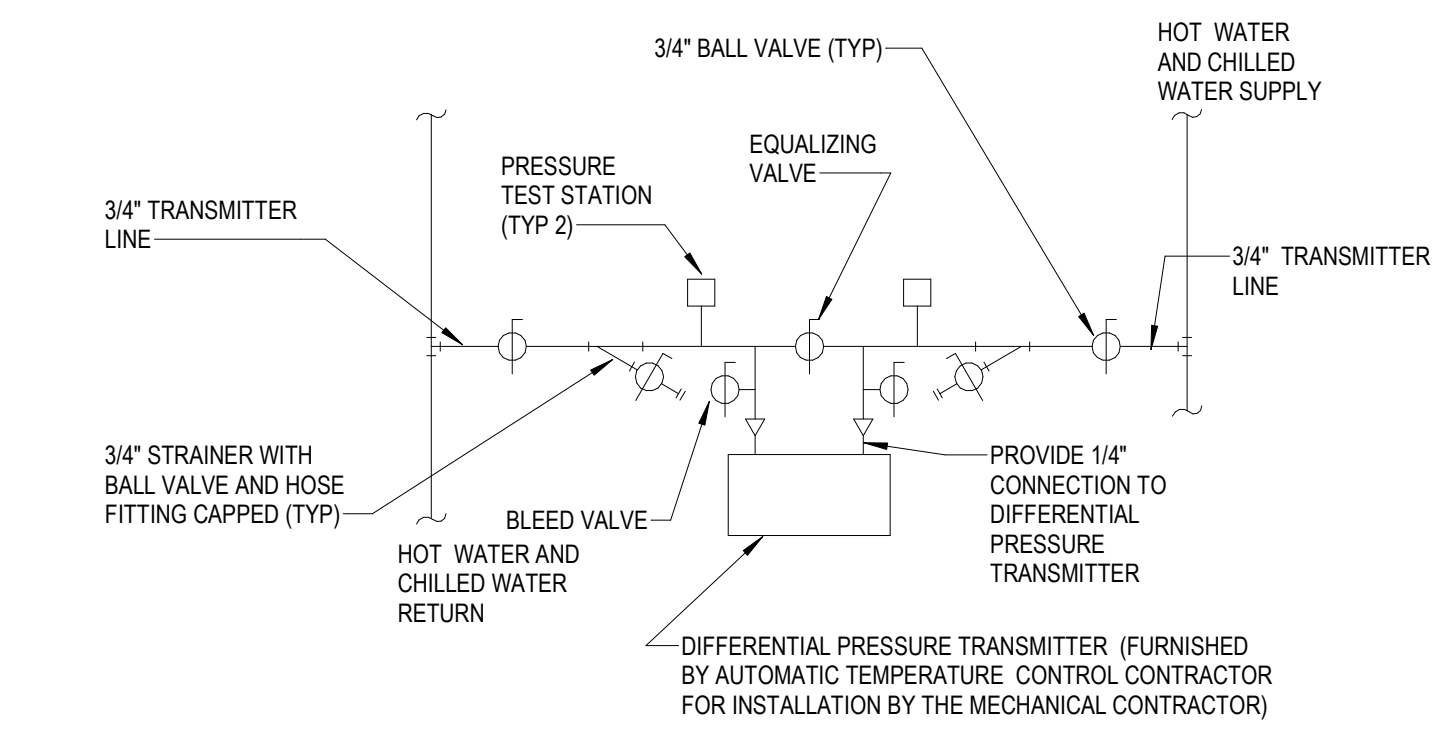 3/4" BALL VALVE (TYP)
HOT WATER
AND CHILLED
WATER SUPPLY
EQUALIZING
VALVE
PRESSURE
TEST STATION
(TYP 2)
3/4" TRANSMITTER
LINE
3/4" TRANSMITTER
LINE
3/4" STRAINER WITH
BALL VALVE AND HOSE
FITTING CAPPED (TYP)
BLEED VALVE
HOT WATER AND
CHILLED WATER
RETURN
PROVIDE 1/4"
CONNECTION TO
DIFFERENTIAL
PRESSURE
TRANSMITTER
DIFFERENTIAL PRESSURE TRANSMITTER (FURNISHED
BY AUTOMATIC TEMPERATURE CONTROL CONTRACTOR
FOR INSTALLATION BY THE MECHANICAL CONTRACTOR)